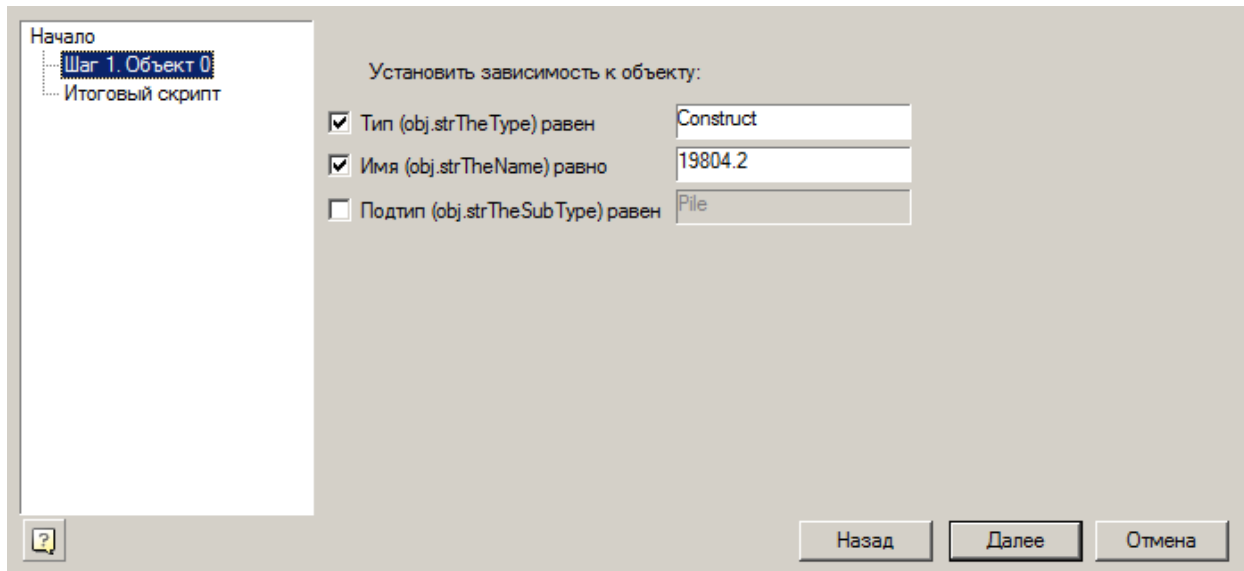 Начало
Шаг 1. Объект 0
Итоговый скрипт
Установить зависимость к объекту:
Тип (obj.strTheType) равен Construct
Имя (obj.strTheName) равно 19804.2
Подтип (obj.strTheSubType) равен Pile
? Назад Далее Отмена